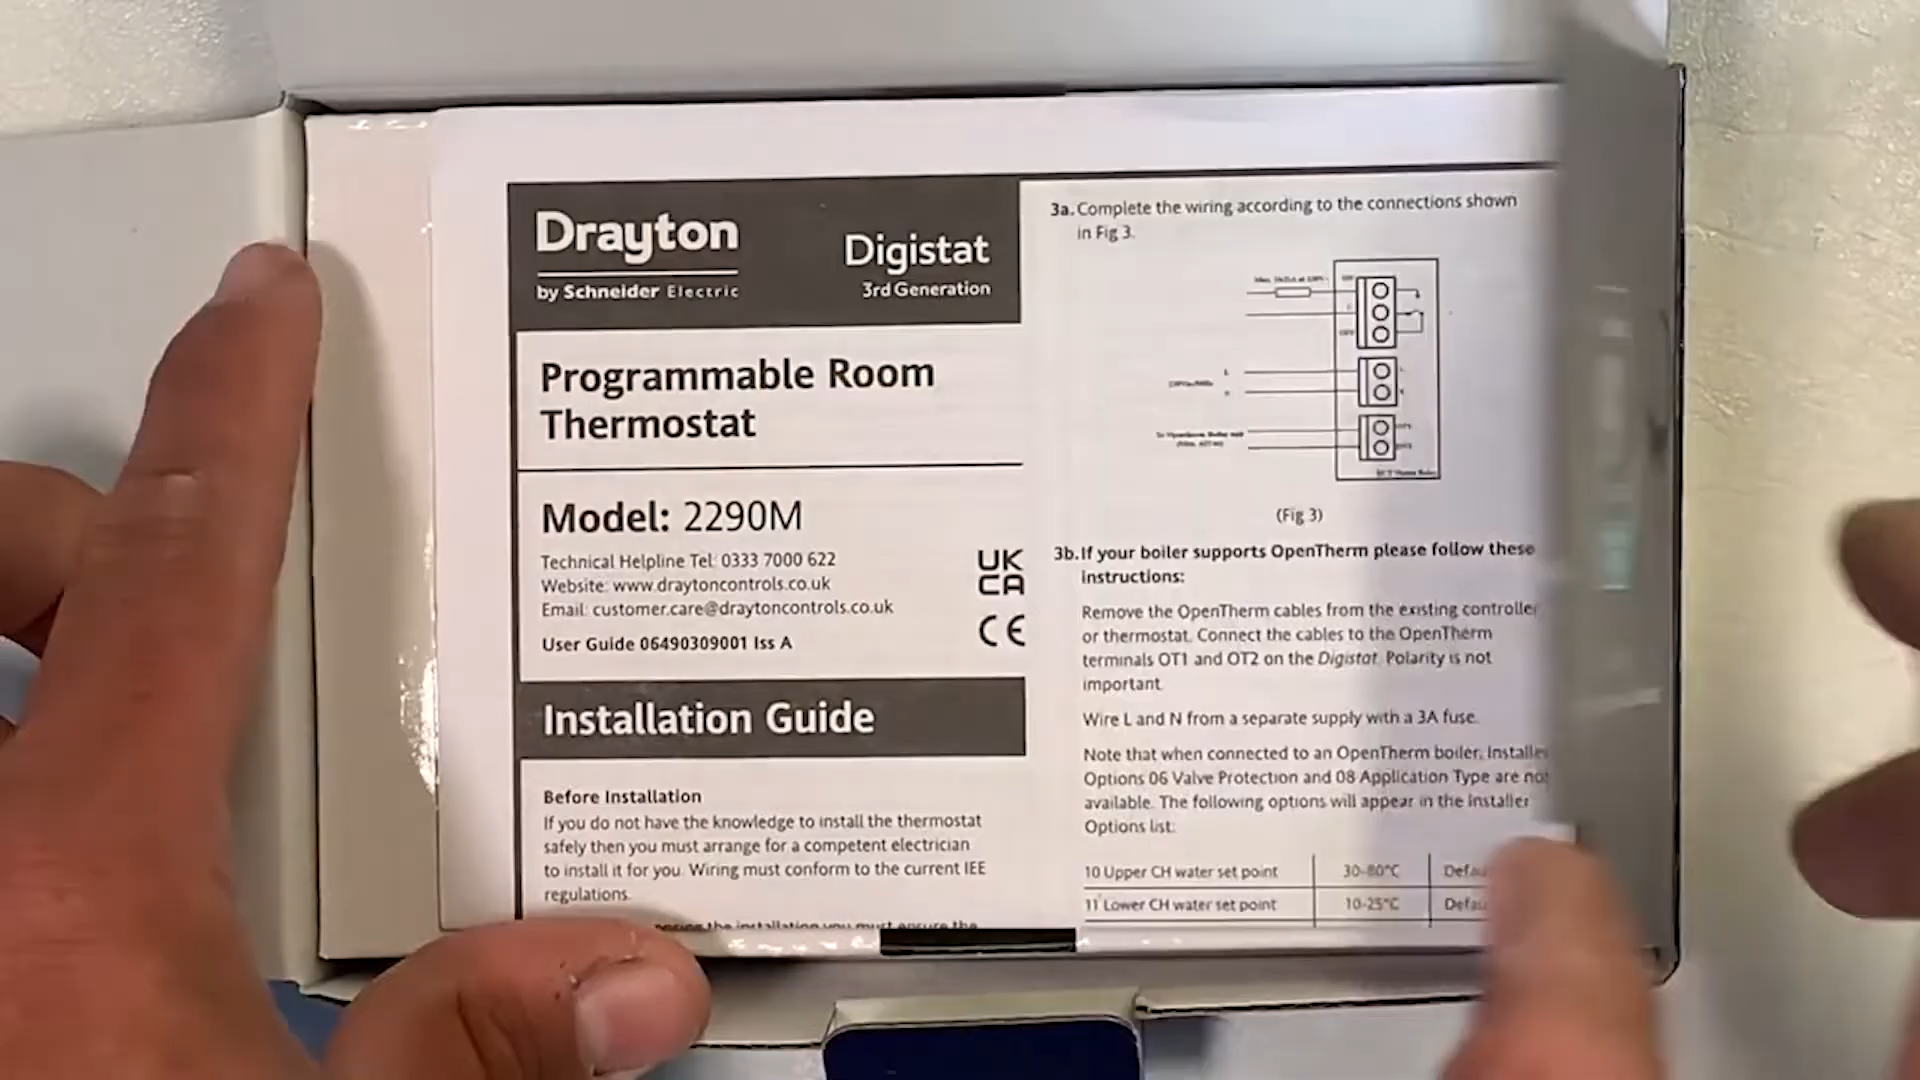 Drayton
by Schneider Electric
Digistat
3rd Generation
Programmable Room
Thermostat
Model: 2290M
Technical Helpline Tel: 0333 7000 622
Website: www.draytoncontrols.co.uk
Email: customer.care@draytoncontrols.co.uk
User Guide 06490309001 Iss A
UK
CA
CE
Installation Guide
Before Installation
If you do not have the knowledge to install the thermostat
safely then you must arrange for a competent electrician
to install it for you. Wiring must conform to the current IEE
regulations.
the installation you must ensure the
3a. Complete the wiring according to the connections shown
in Fig 3.
(Fig 3)
3b. If your boiler supports OpenTherm please follow these
instructions:
Remove the OpenTherm cables from the existing controller
or thermostat. Connect the cables to the OpenTherm
terminals OT1 and OT2 on the Digistat. Polarity is not
important.
Wire L and N from a separate supply with a 3A fuse.
Note that when connected to an OpenTherm boiler, Installer
Options 06 Valve Protection and 08 Application Type are not
available. The following options will appear in the Installer
Options list:
10 Upper CH water set point 30-80°C
11 Lower CH water set point 10-25°C